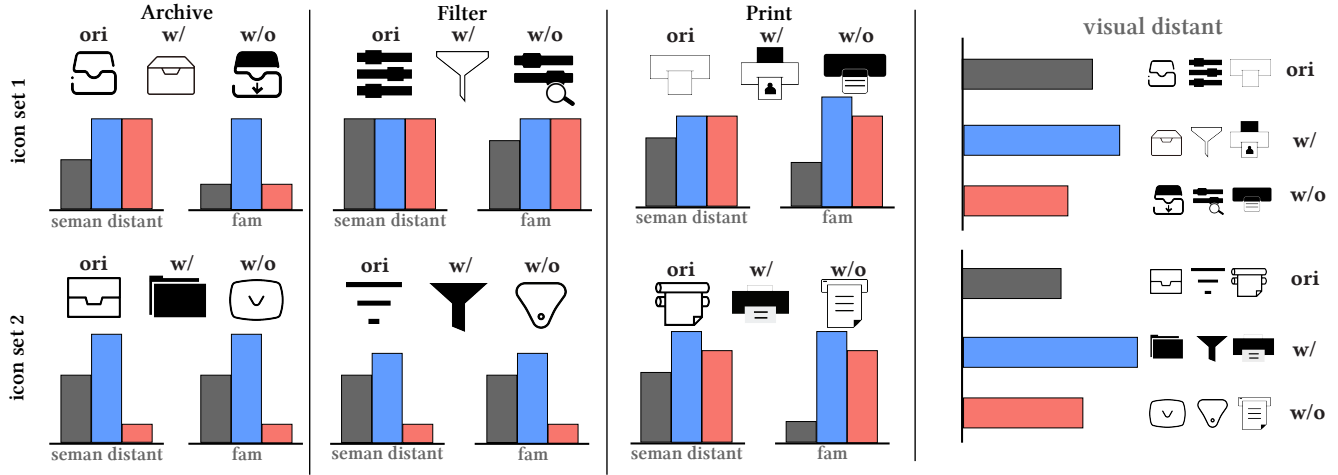 Archive Filter Print
visual distant
ori w/ w/o ori w/ w/o ori w/ w/o
icon set 1
seman distant fam seman distant fam seman distant fam
ori
w/
w/o
ori w/ w/o ori w/ w/o ori w/ w/o
icon set 2
seman distant fam seman distant fam seman distant fam
ori
w/
w/o